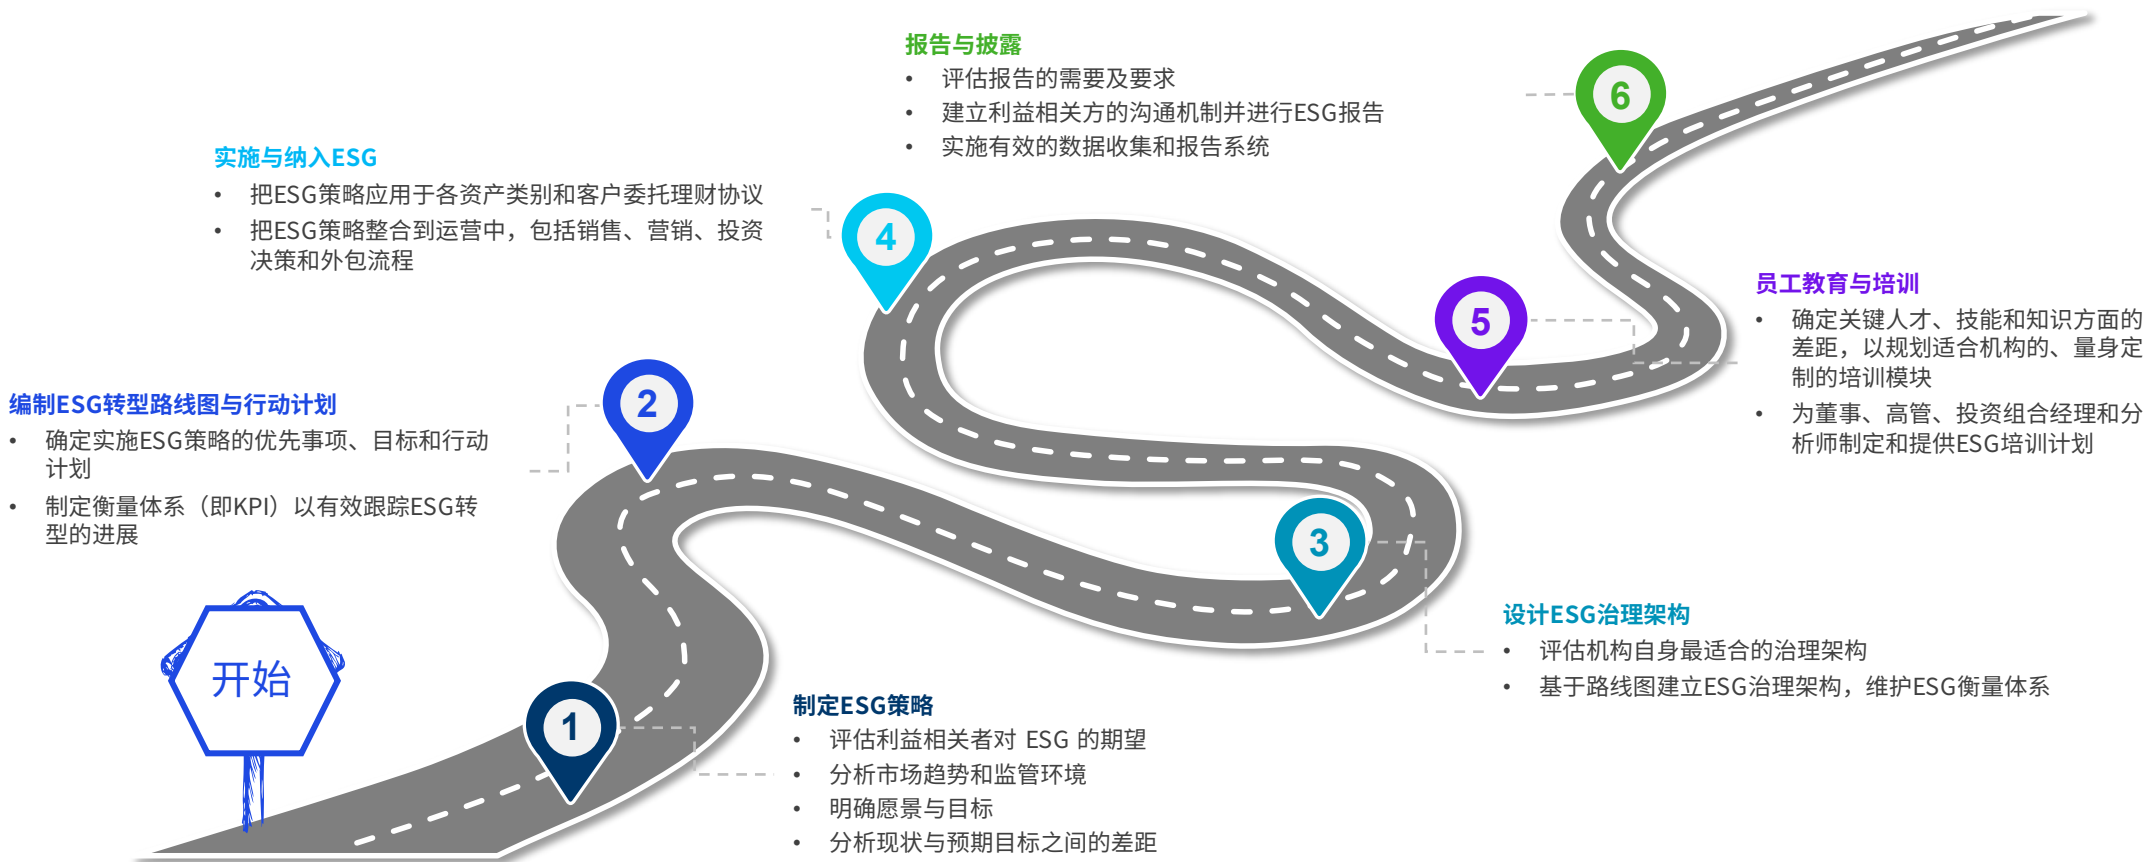 报告与披露
• 评估报告的需要及要求
• 建立利益相关方的沟通机制并进行ESG报告
• 实施有效的数据收集和报告系统
6
实施与纳入ESG
• 把ESG策略应用于各资产类别和客户委托理财协议
• 把ESG策略整合到运营中，包括销售、营销、投资
决策和外包流程
4
员工教育与培训
• 确定关键人才、技能和知识方面的
差距，以规划适合机构的、量身定
制的培训模块
• 为董事、高管、投资组合经理和分
析师制定和提供ESG培训计划
5
编制ESG转型路线图与行动计划
• 确定实施ESG策略的优先事项、目标和行动
计划
• 制定衡量体系（即KPI）以有效跟踪ESG转
型的进展
2
3
设计ESG治理架构
• 评估机构自身最适合的治理架构
• 基于路线图建立ESG治理架构，维护ESG衡量体系
开始
1
制定ESG策略
• 评估利益相关者对 ESG 的期望
• 分析市场趋势和监管环境
• 明确愿景与目标
• 分析现状与预期目标之间的差距